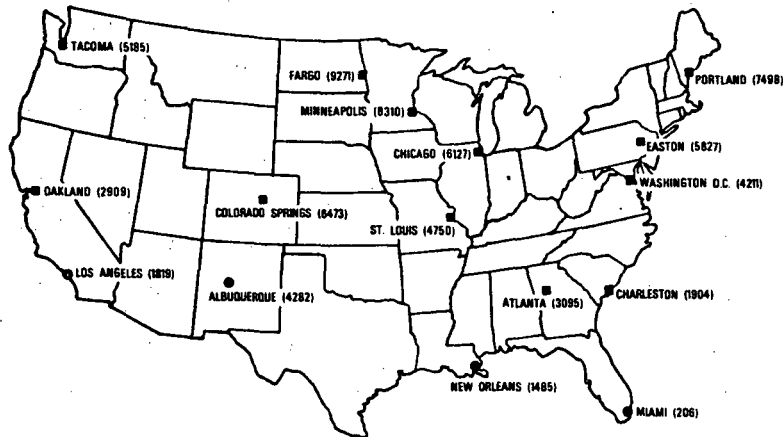 TACOMA (5185)
FARGO (9271)
PORTLAND (7498)
MINNEAPOLIS (8310)
EASTON (5827)
CHICAGO (6127)
WASHINGTON D.C. (4211)
OAKLAND (2909)
COLORADO SPRINGS (6473)
ST. LOUIS (4750)
LOS ANGELES (1819)
ALBUQUERQUE (4282)
ATLANTA (3095)
CHARLESTON (1904)
NEW ORLEANS (1485)
MIAMI (206)